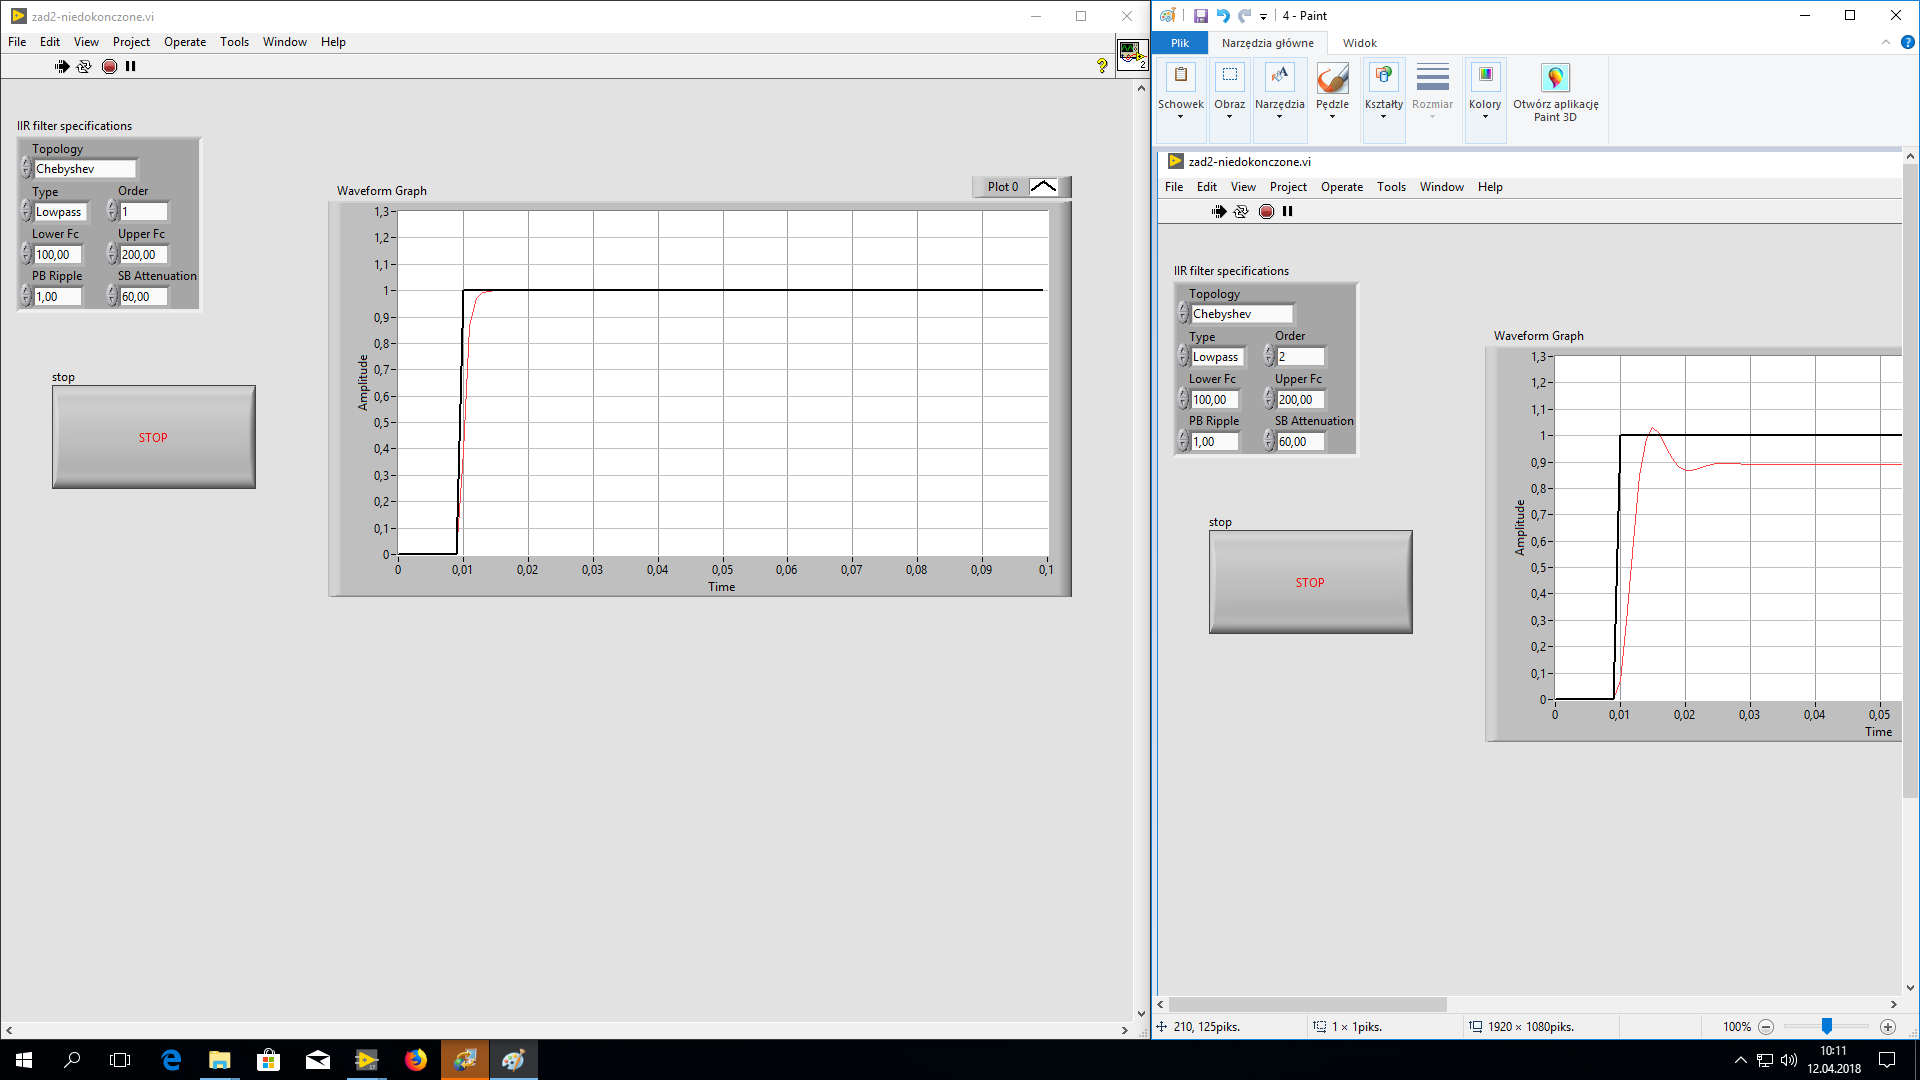 zad2-niedokonczone.vi
File Edit View Project Operate Tools Window Help
2
IIR filter specifications
Topology
Chebyshev
Type Order
Lowpass 1
Lower Fc Upper Fc
100,00 200,00
PB Ripple SB Attenuation
1,00 60,00
stop
STOP
Waveform Graph
Plot 0
1,3
1,2
1,1
1
0,9
0,8
0,7
0,6
0,5
0,4
0,3
0,2
0,1
0
Amplitude
0 0,01 0,02 0,03 0,04 0,05 0,06 0,07 0,08 0,09 0,1
Time
4 - Paint
Plik Narzędzia główne Widok
Schowek Obraz Narzędzia Pędzle Kształty Rozmiar Kolory Otwórz aplikację
Paint 3D
zad2-niedokonczone.vi
File Edit View Project Operate Tools Window Help
IIR filter specifications
Topology
Chebyshev
Type Order
Lowpass 2
Lower Fc Upper Fc
100,00 200,00
PB Ripple SB Attenuation
1,00 60,00
stop
STOP
Waveform Graph
1,3
1,2
1,1
1
0,9
0,8
0,7
0,6
0,5
0,4
0,3
0,2
0,1
0
Amplitude
0 0,01 0,02 0,03 0,04 0,05
Time
210, 125piks. 1 × 1piks. 1920 × 1080piks. 100%
10:11
12.04.2018